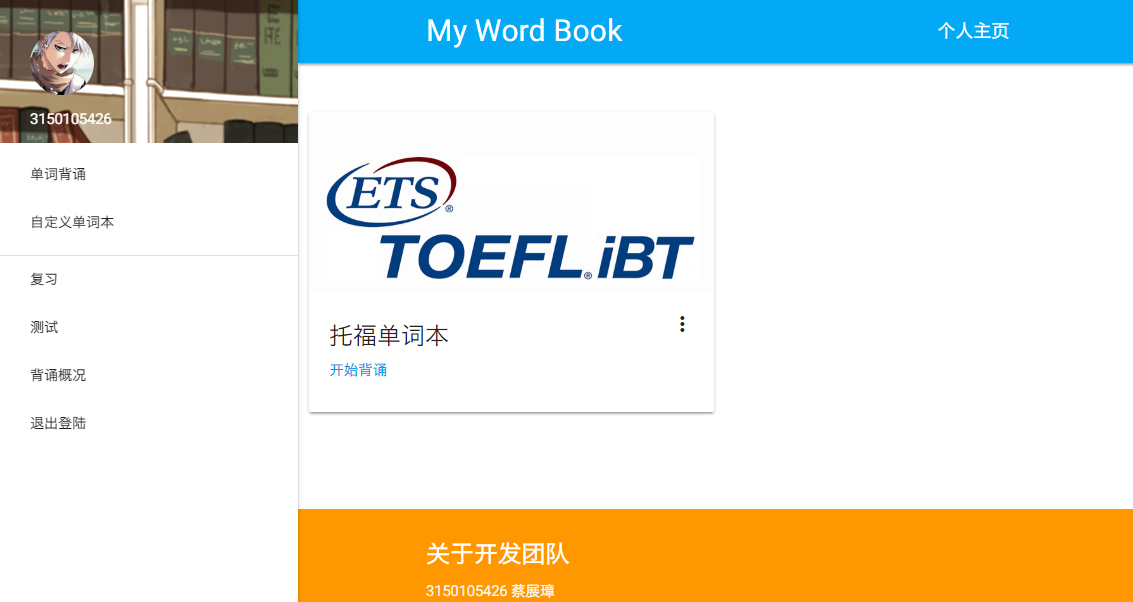 3150105426
单词背诵
自定义单词本
复习
测试
背诵概况
退出登陆
My Word Book
个人主页
ETS®
TOEFL®iBT
托福单词本
开始背诵
关于开发团队
3150105426 蔡展璋